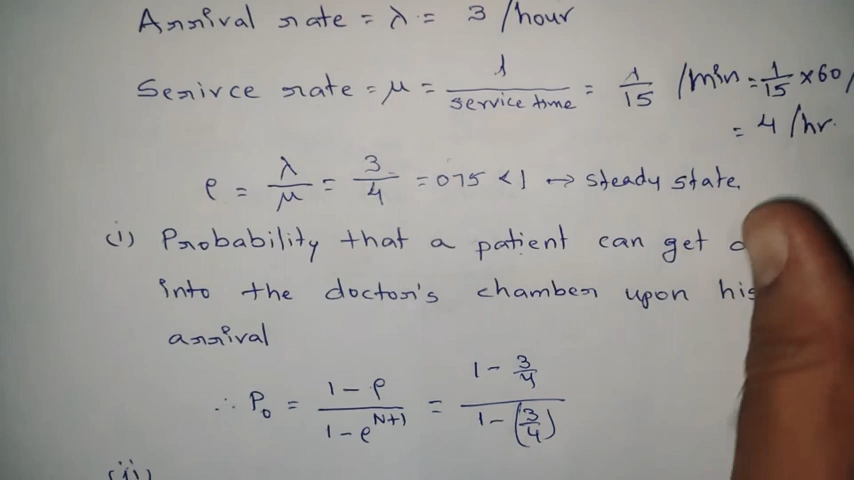 Arrival rate = λ = 3 /hour
Serivce rate = μ = 1/service time = 1/15 /min = 1/15 × 60 /
= 4 /hr.
ρ = λ/μ = 3/4 = 075 < 1 → steady state.
(i) Probability that a patient can get
into the doctor's chamber upon his
arrival
∴ P₀ = (1 - ρ)/(1 - ρ^(N+1)) = (1 - 3/4)/(1 - (3/4))
(ii)